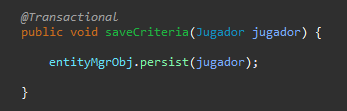 @Transactional
public void saveCriteria(Jugador jugador) {
entityMgrObj.persist(jugador);
}